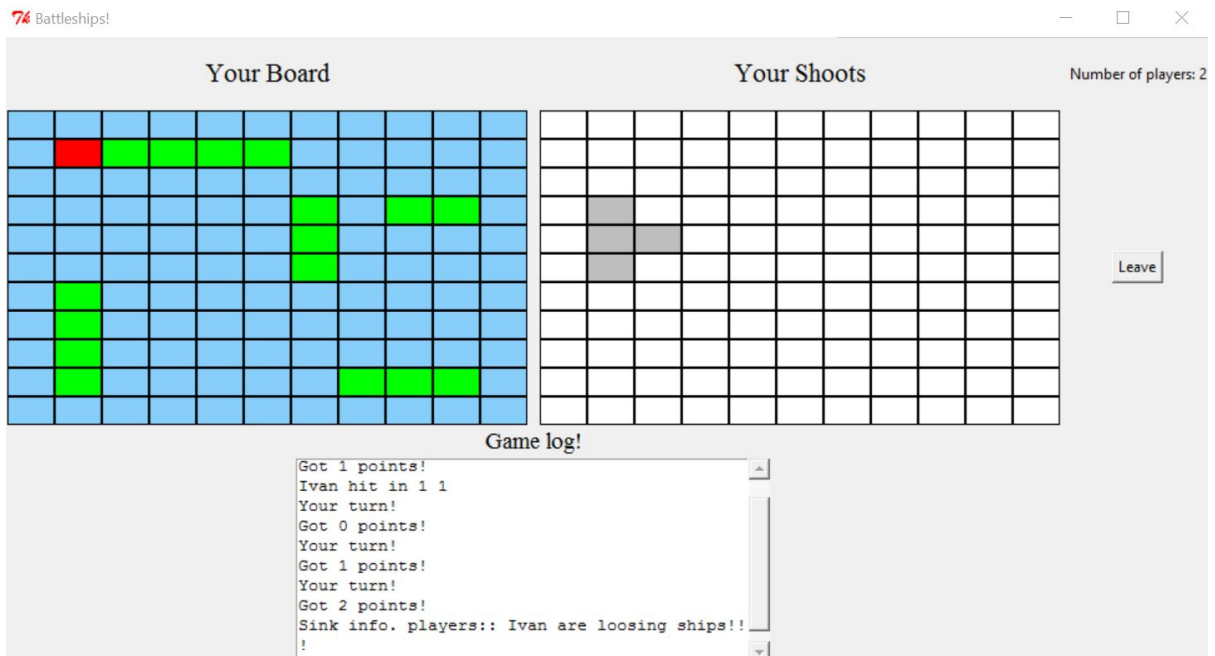 Battleships!
Your Board
Your Shoots
Number of players: 2
Leave
Game log!
Got 1 points!
Ivan hit in 1 1
Your turn!
Got 0 points!
Your turn!
Got 1 points!
Your turn!
Got 2 points!
Sink info. players:: Ivan are loosing ships!!
!